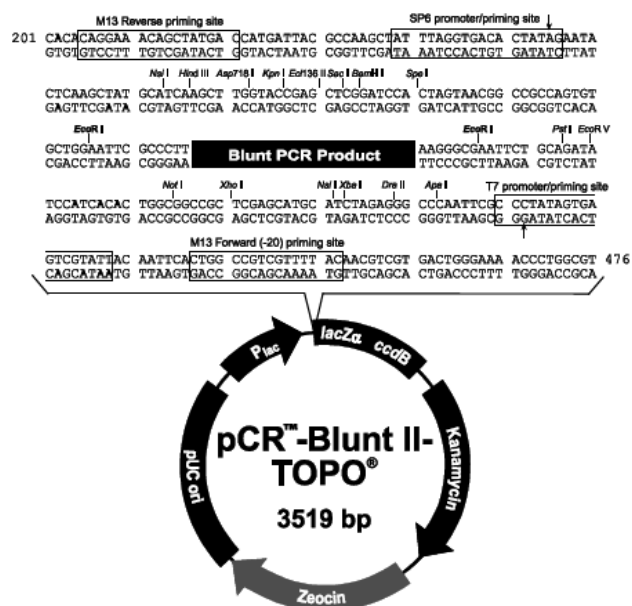 M13 Reverse priming site
SP6 promoter/priming site
201 CACACAGGAA ACAGCTATGA CCATGATTAC GCCAAGCTAT TTAGGTGACA CTATAGAATA
GTGTGTCCTT TGTCGATACT GGTACTAATG CGGTTCGATA AATCCACTGT GATATCTTAT
Nsi I Hind III Asp718 I Kpn I Ecl136 II Sac I BamH I Spe I
CTCAAGCTAT GCATCAAGCT TGGTACCGAG CTCGGATCCA CTAGTAACGG CCGCCAGTGT
GAGTTCGATA CGTAGTTCGA ACCATGGCTC GAGCCTAGGT GATCATTGCC GGCGGTCACA
EcoR I EcoR I Pst I EcoR V
GCTGGAATTC GCCCTT Blunt PCR Product AAGGGCGAATTCT GCAGATA
CGACCTTAAG CGGGAA TTCCCGCTTAAGA CGTCTAT
Not I Xho I Nsi I Xba I Dra II Apa I T7 promoter/priming site
TCCATCACAC TGGCGGCCGC TCGAGCATGC ATCTAGAGGG CCCAATTCGC CCTATAGTGA
AGGTAGTGTG ACCGCCGGCG AGCTCGTACG TAGATCTCCC GGGTTAAGCG GGATATCACT
M13 Forward (-20) priming site
GTCGTATTAC AATTCACTGG CCGTCGTTTT ACAACGTCGT GACTGGGAAA ACCCTGGCGT 476
CAGCATAATG TTAAGTGACC GGCAGCAAAA TGTTGCAGCA CTGACCCTTT TGGGACCGCA
Plac
lacZα ccdB
Kanamycin
Zeocin
pUC ori
pCR™-Blunt II-
TOPO®
3519 bp